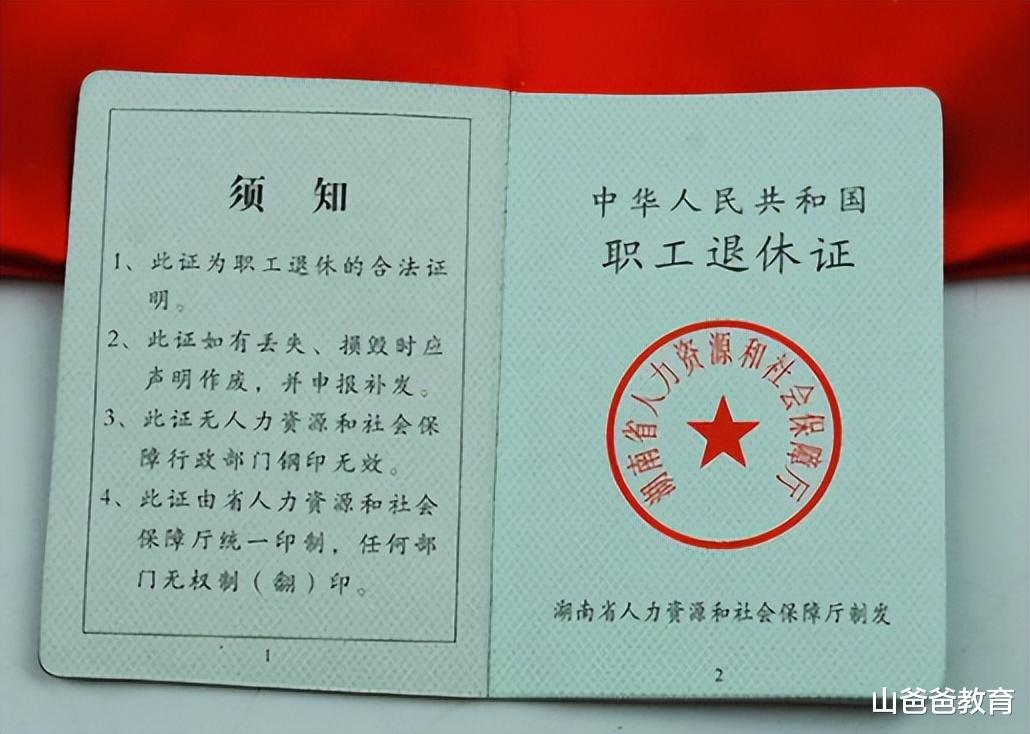 须 知
1、此证为职工退休的合法证
明。
2、此证如有丢失、损毁时应
声明作废，并申报补发。
3、此证无人力资源和社会保
障行政部门钢印无效。
4、此证由省人力资源和社会
保障厅统一印制，任何部
门无权制（翻）印。
1
中华人民共和国
职工退休证
湖南省人力资源和社会保障厅
湖南省人力资源和社会保障厅制发
2
山爸爸教育